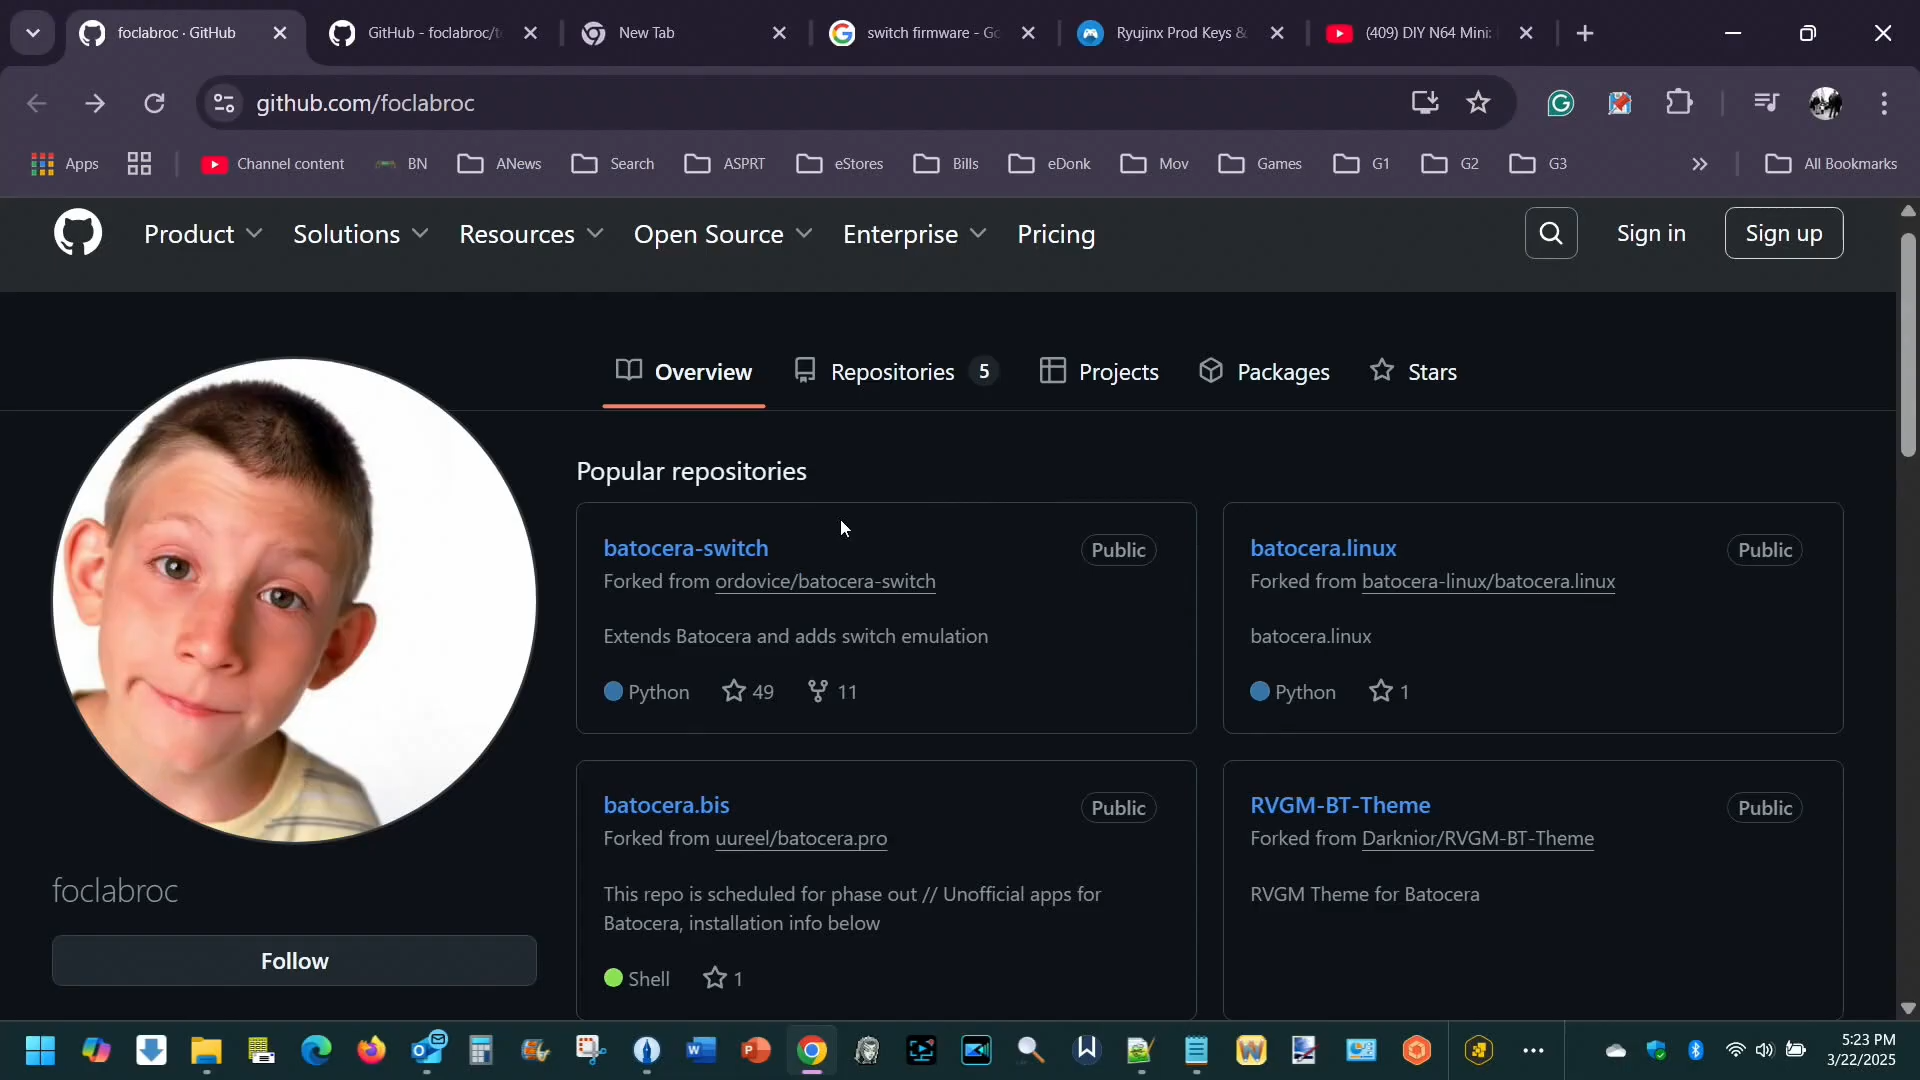 foclabroc · GitHub
GitHub - foclabroc/t
New Tab
switch firmware - Go
Ryujinx Prod Keys &
(409) DIY N64 Mini:
github.com/foclabroc
Apps
Channel content
BN
ANews
Search
ASPRT
eStores
Bills
eDonk
Mov
Games
G1
G2
G3
All Bookmarks
Product
Solutions
Resources
Open Source
Enterprise
Pricing
Sign in
Sign up
Overview
Repositories 5
Projects
Packages
Stars
Popular repositories
batocera-switch
Public
Forked from ordovice/batocera-switch
Extends Batocera and adds switch emulation
Python 49 11
batocera.linux
Public
Forked from batocera-linux/batocera.linux
batocera.linux
Python 1
batocera.bis
Public
Forked from uureel/batocera.pro
This repo is scheduled for phase out // Unofficial apps for
Batocera, installation info below
Shell 1
RVGM-BT-Theme
Public
Forked from Darknior/RVGM-BT-Theme
RVGM Theme for Batocera
foclabroc
Follow
5:23 PM
3/22/2025